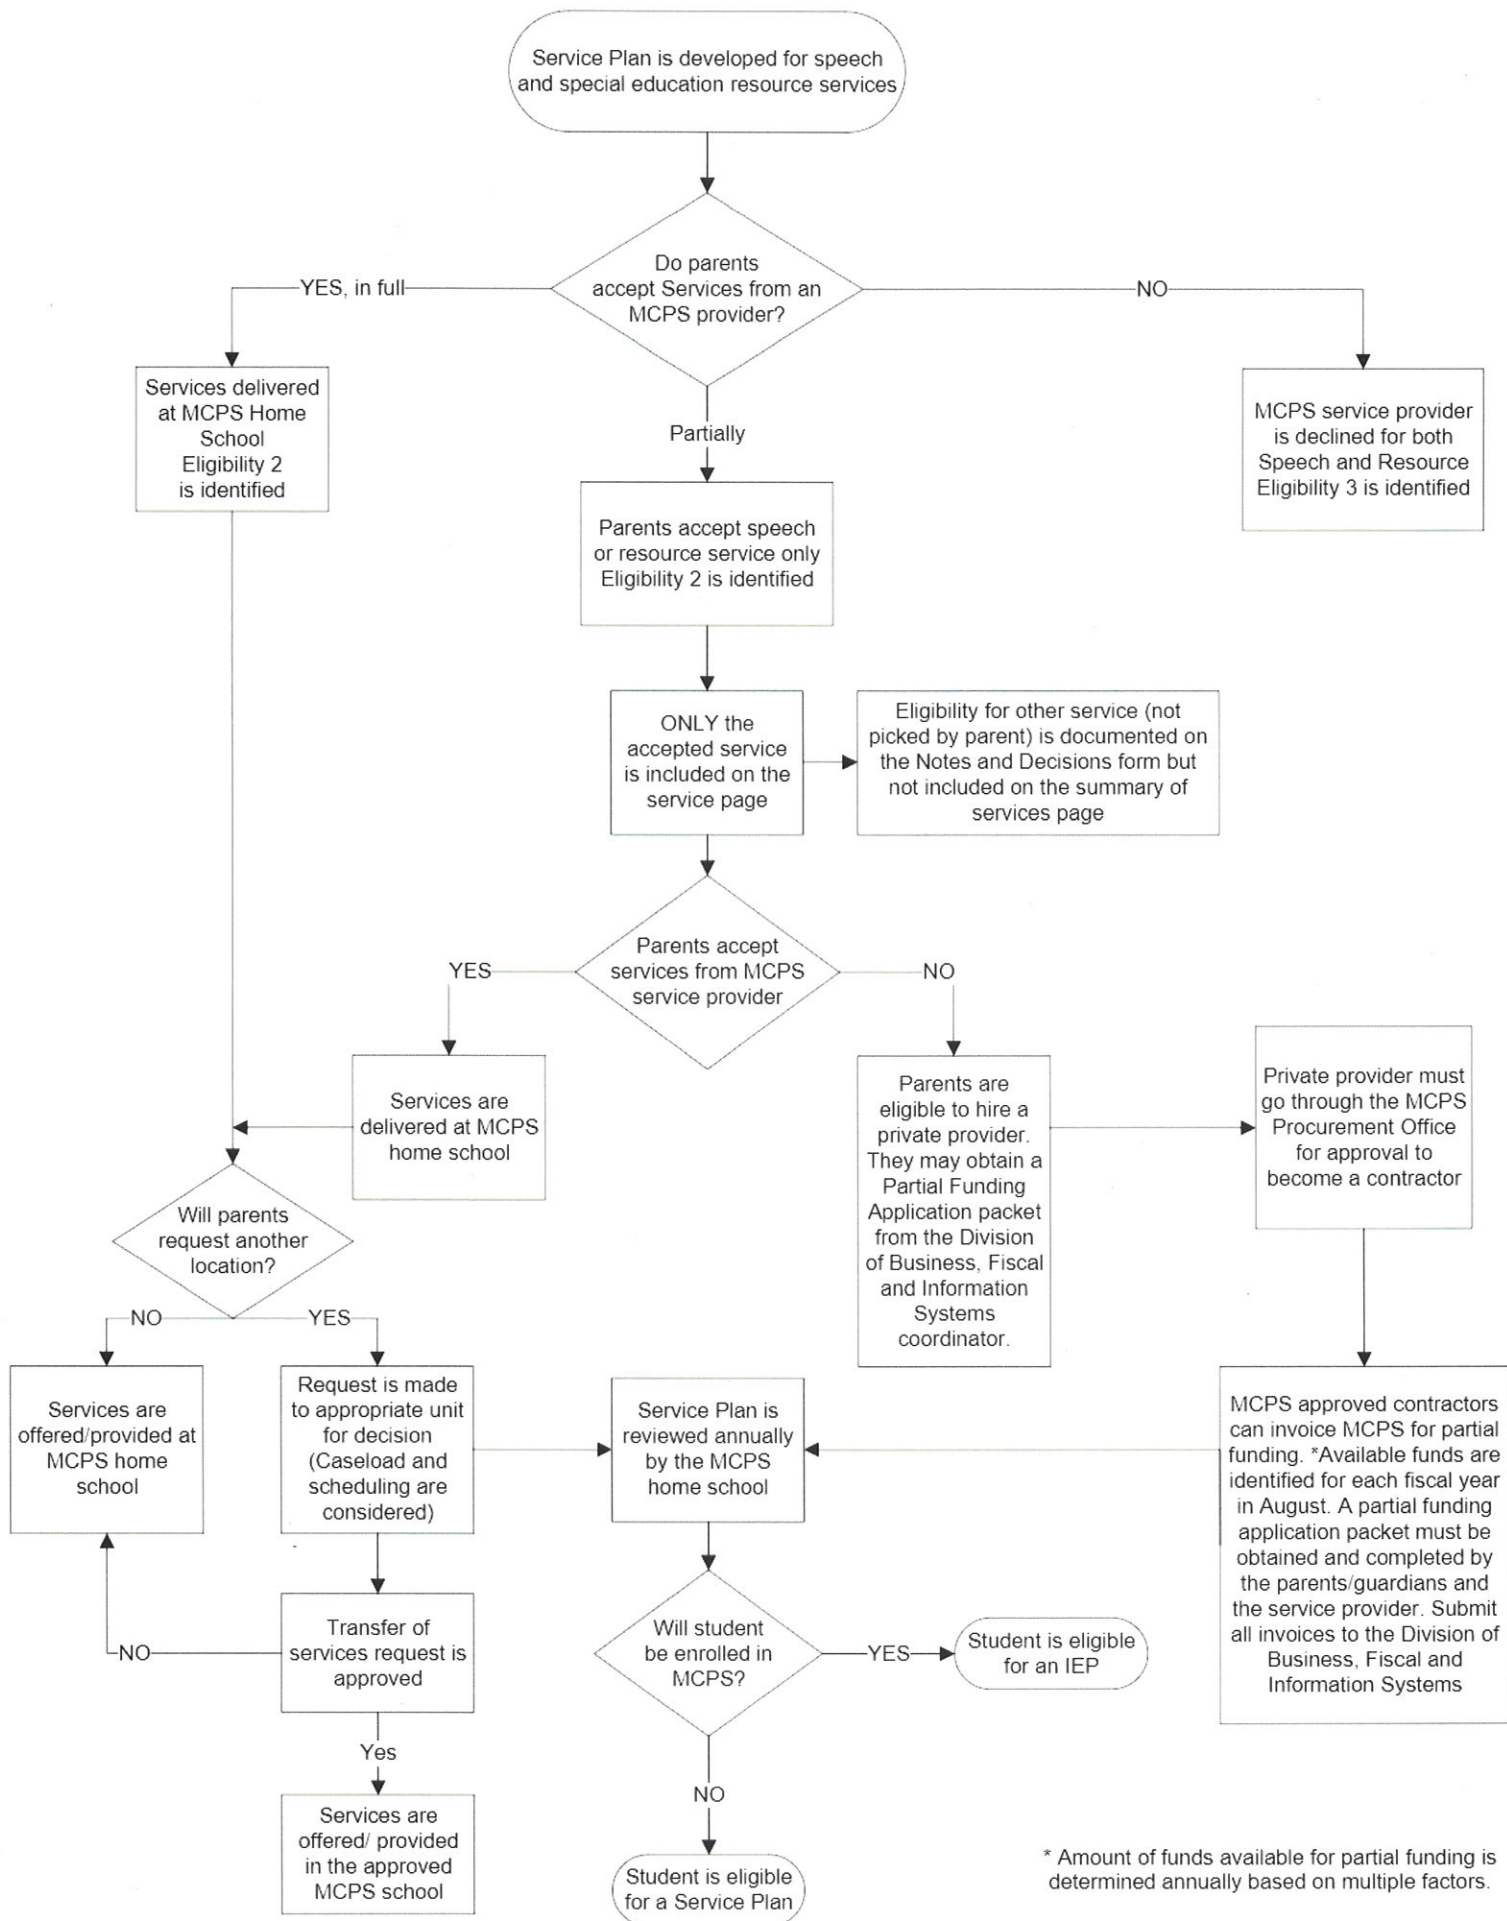 Service Plan is developed for speech
and special education resource services
Do parents
accept Services from an
MCPS provider?
YES, in full
NO
Partially
Services delivered
at MCPS Home
School
Eligibility 2
is identified
MCPS service provider
is declined for both
Speech and Resource
Eligibility 3 is identified
Parents accept speech
or resource service only
Eligibility 2 is identified
ONLY the
accepted service
is included on the
service page
Eligibility for other service (not
picked by parent) is documented on
the Notes and Decisions form but
not included on the summary of
services page
Parents accept
services from MCPS
service provider
YES
NO
Services are
delivered at MCPS
home school
Parents are
eligible to hire a
private provider.
They may obtain a
Partial Funding
Application packet
from the Division
of Business, Fiscal
and Information
Systems
coordinator.
Private provider must
go through the MCPS
Procurement Office
for approval to
become a contractor
Will parents
request another
location?
NO
YES
Services are
offered/provided at
MCPS home
school
Request is made
to appropriate unit
for decision
(Caseload and
scheduling are
considered)
Service Plan is
reviewed annually
by the MCPS
home school
MCPS approved contractors
can invoice MCPS for partial
funding. *Available funds are
identified for each fiscal year
in August. A partial funding
application packet must be
obtained and completed by
the parents/guardians and
the service provider. Submit
all invoices to the Division of
Business, Fiscal and
Information Systems
Transfer of
services request is
approved
NO
Yes
Will student
be enrolled in
MCPS?
YES
Student is eligible
for an IEP
NO
Services are
offered/ provided
in the approved
MCPS school
Student is eligible
for a Service Plan
* Amount of funds available for partial funding is
determined annually based on multiple factors.